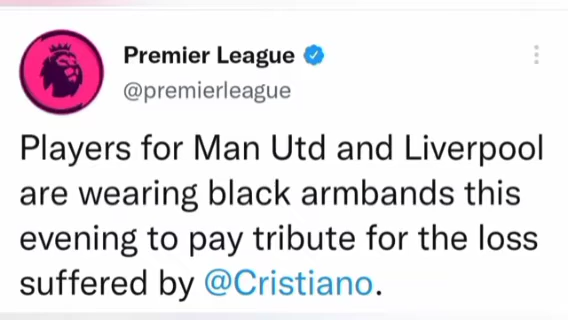 Premier League
@premierleague
Players for Man Utd and Liverpool
are wearing black armbands this
evening to pay tribute for the loss
suffered by @Cristiano.